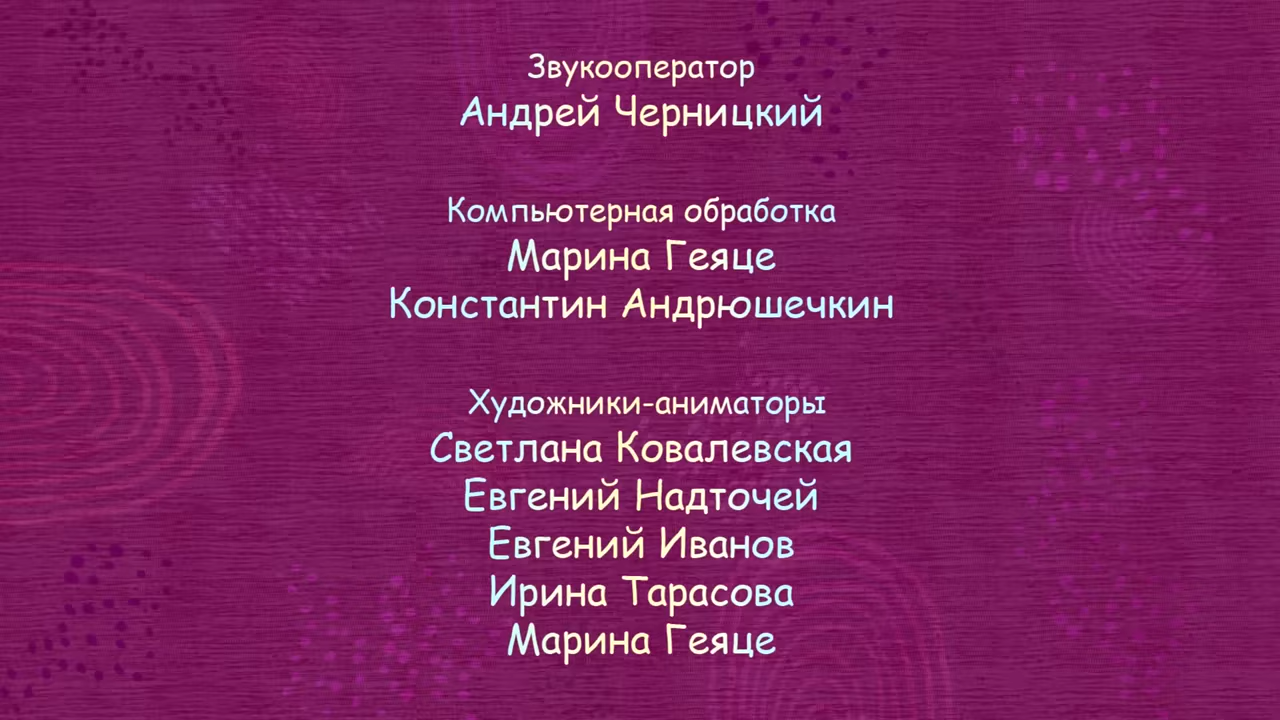 Звукооператор
Андрей Черницкий
Компьютерная обработка
Марина Геяце
Константин Андрюшечкин
Художники-аниматоры
Светлана Ковалевская
Евгений Надточей
Евгений Иванов
Ирина Тарасова
Марина Геяце